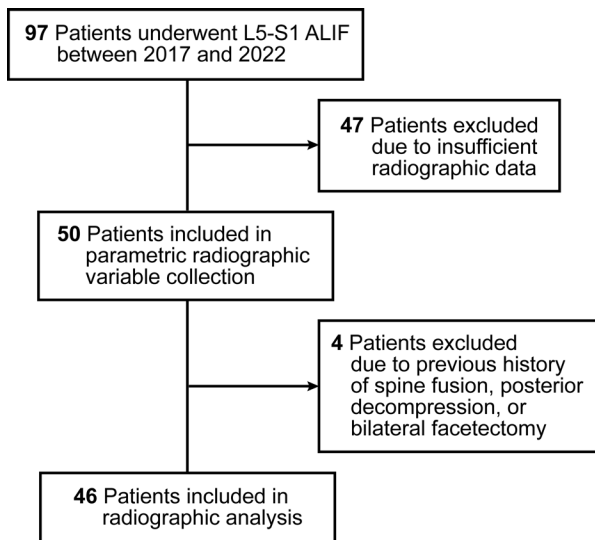 97 Patients underwent L5-S1 ALIF
between 2017 and 2022
47 Patients excluded
due to insufficient
radiographic data
50 Patients included in
parametric radiographic
variable collection
4 Patients excluded
due to previous history
of spine fusion, posterior
decompression, or
bilateral facetectomy
46 Patients included in
radiographic analysis